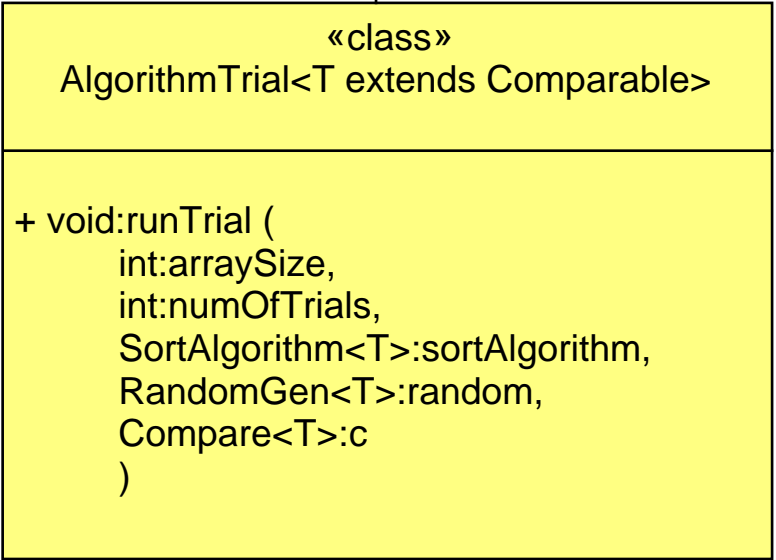 «class»
AlgorithmTrial<T extends Comparable>
+ void:runTrial (
int:arraySize,
int:numOfTrials,
SortAlgorithm<T>:sortAlgorithm,
RandomGen<T>:random,
Compare<T>:c
)